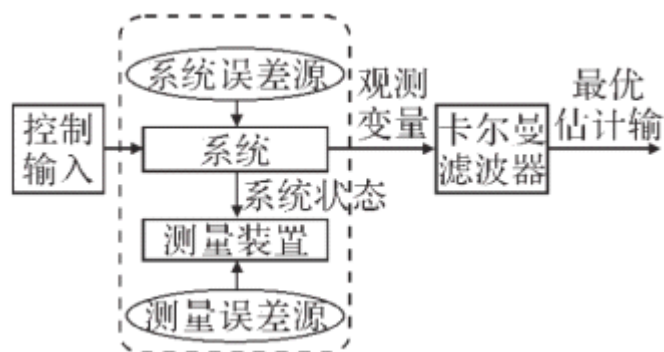 系统误差源
控制
输入
系统
观测
变量
卡尔曼
滤波器
最优
估计输
系统状态
测量装置
测量误差源